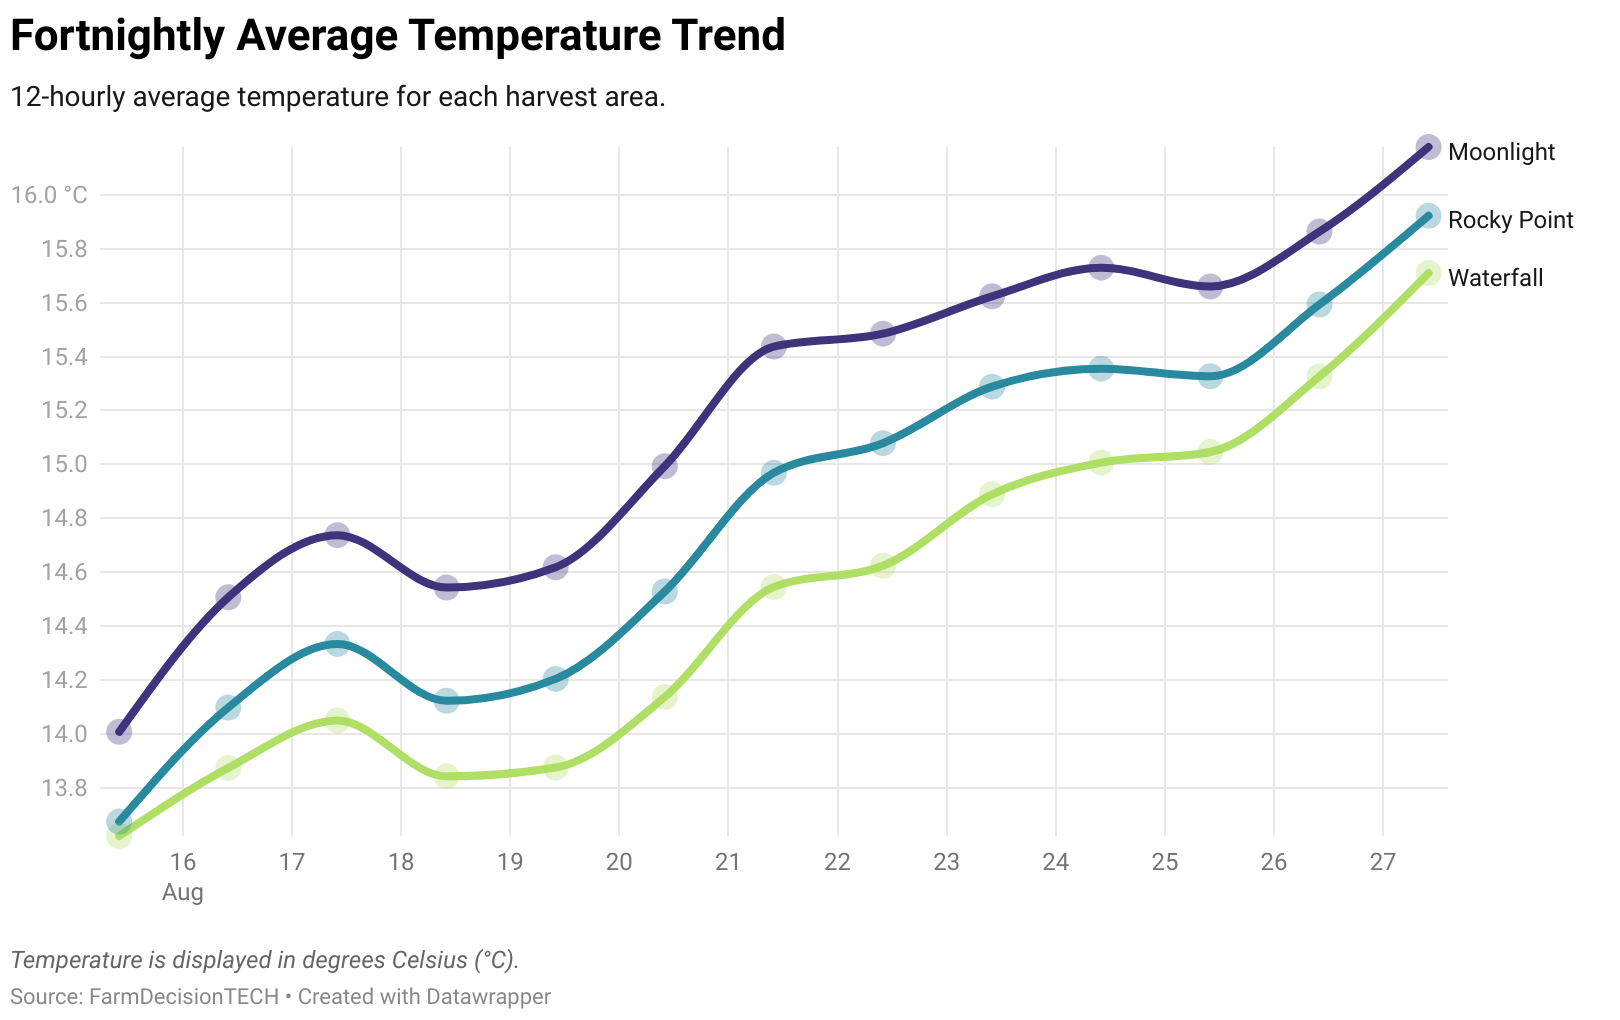 Fortnightly Average Temperature Trend
12-hourly average temperature for each harvest area.
Moonlight
16.0 °C
Rocky Point
15.8
Waterfall
15.6
15.4
15.2
15.0
14.8
14.6
14.4
14.2
14.0
13.8
16 17 18 19 20 21 22 23 24 25 26 27
Aug
Temperature is displayed in degrees Celsius (°C).
Source: FarmDecisionTECH • Created with Datawrapper